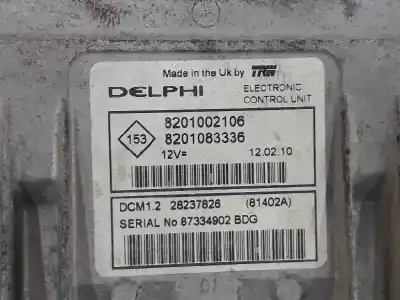 Made in the Uk by TRW
DELPHI
ELECTRONIC
CONTROL UNIT
153
8201002106
8201083336
12V=
12.02.10
DCM1.2 28237826 (81402A)
SERIAL No 87334902 BDG